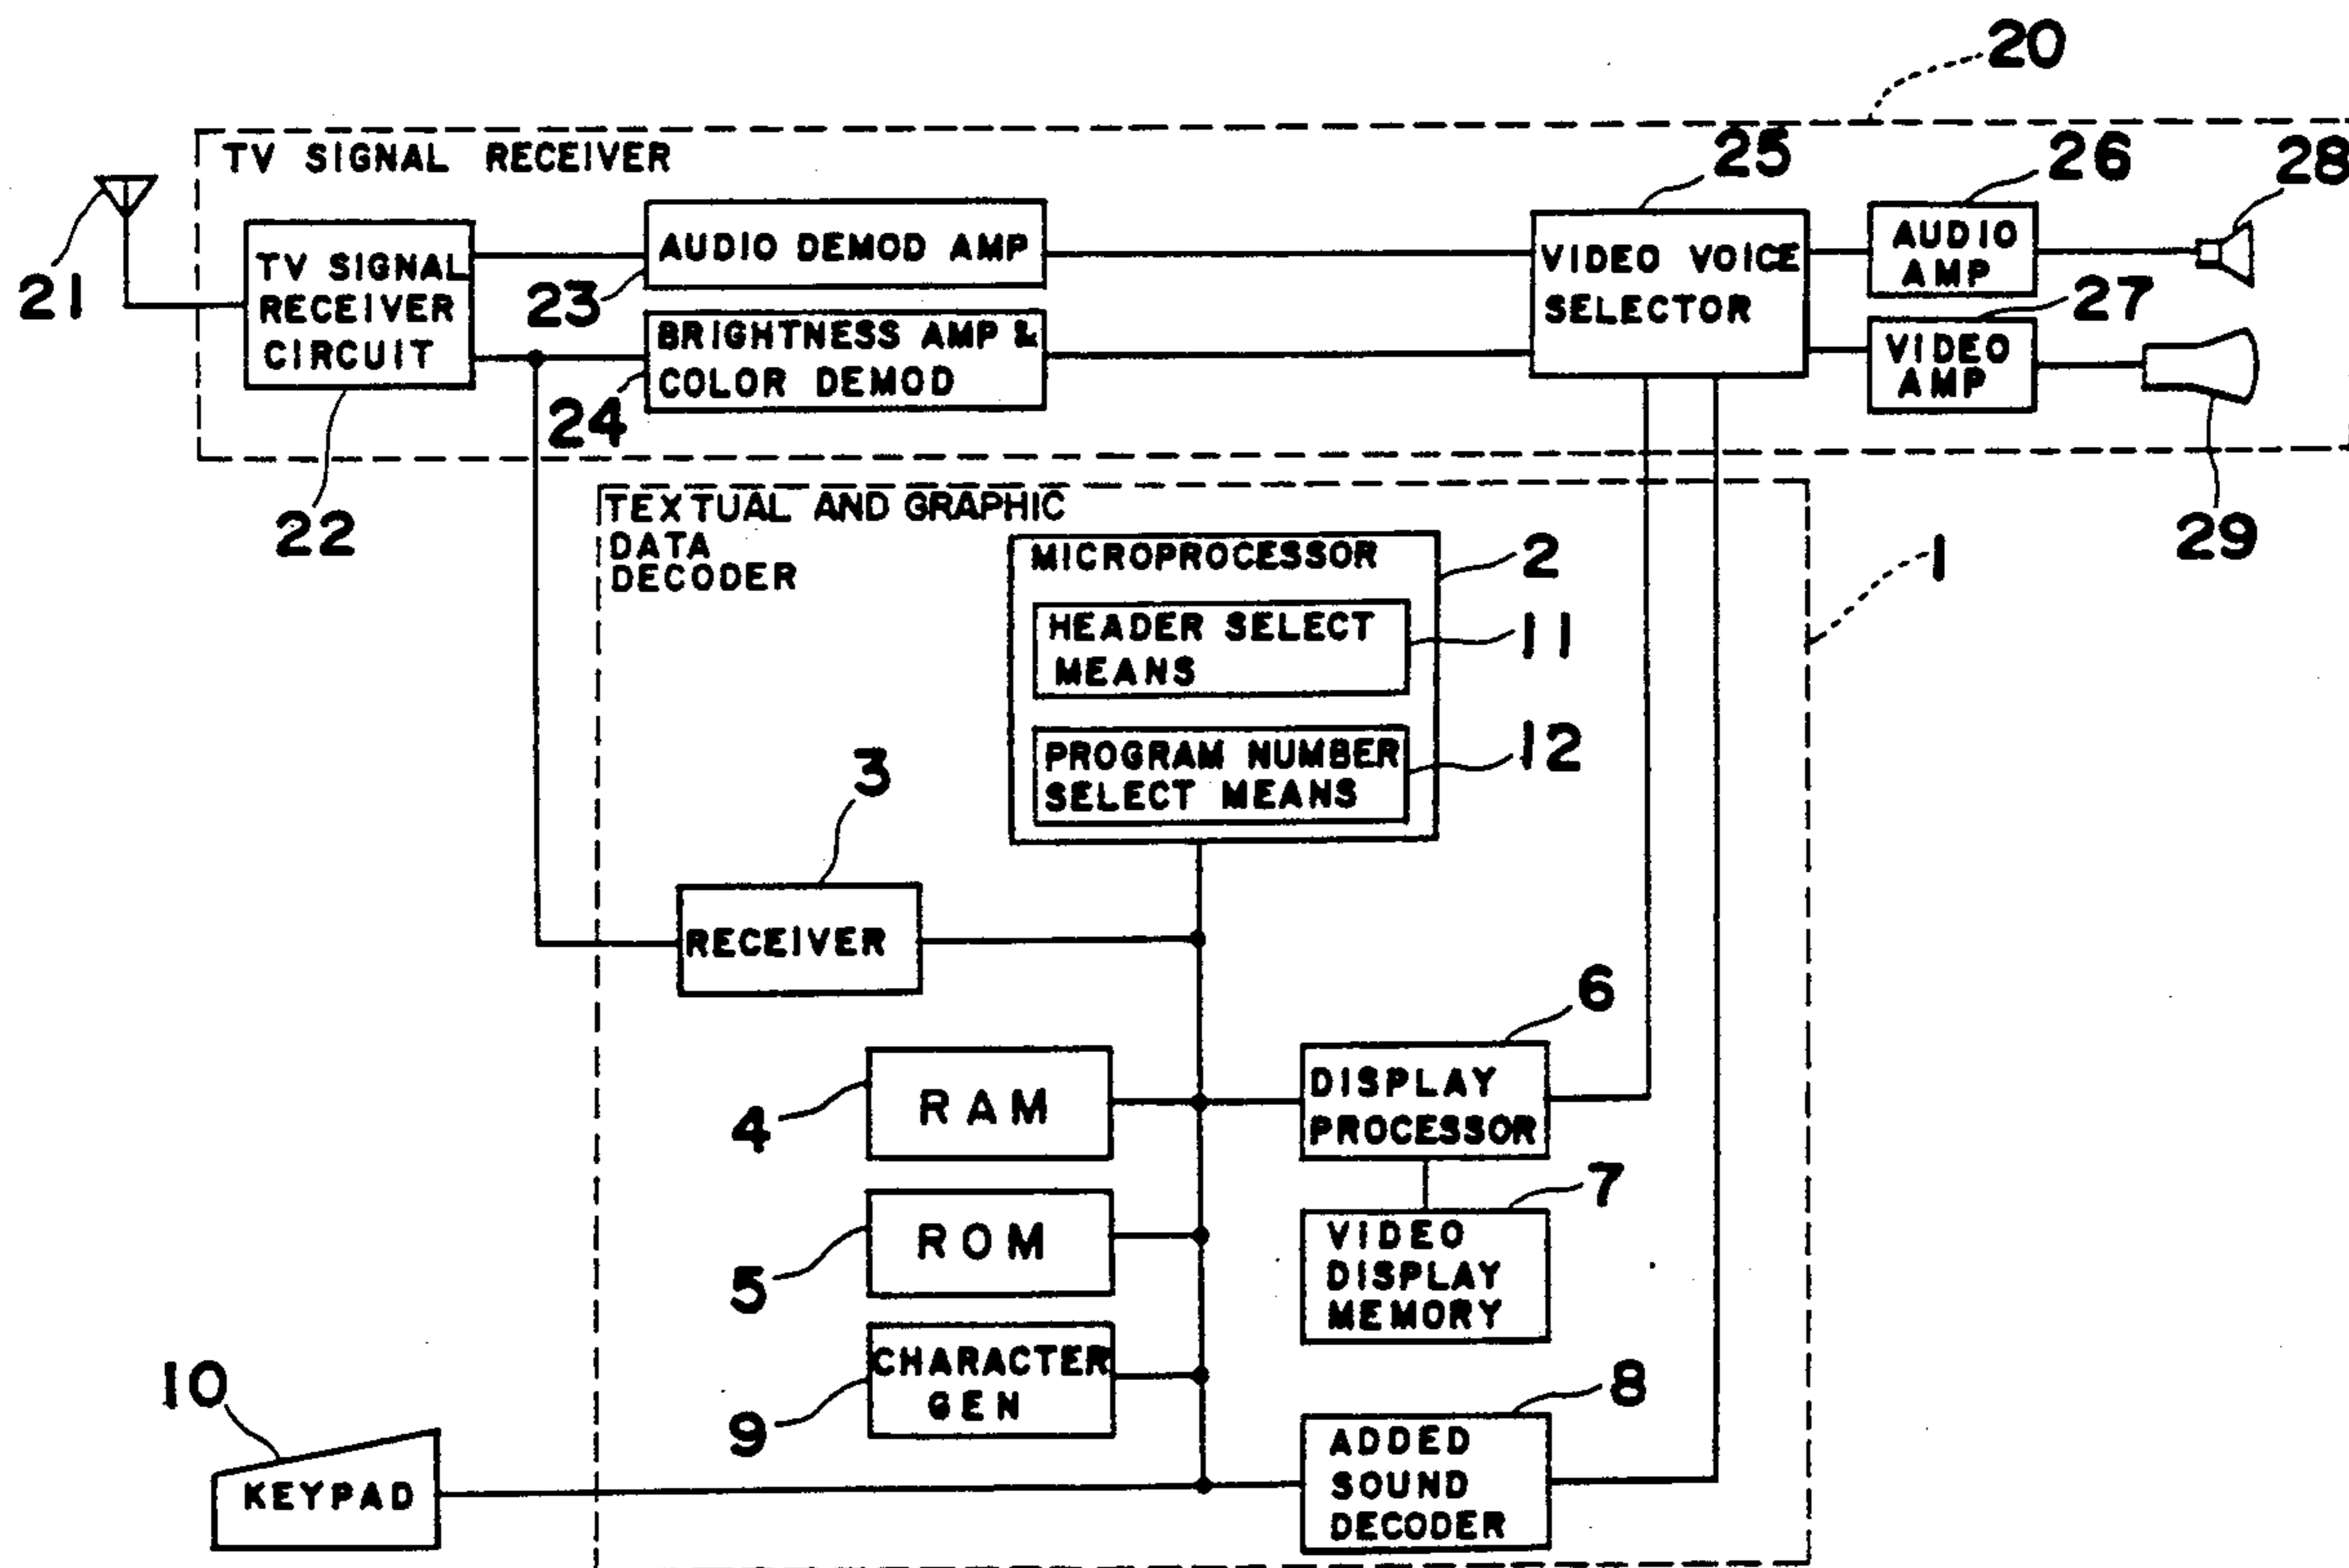 20
TV SIGNAL RECEIVER
25
26
28
21
TV SIGNAL
RECEIVER
CIRCUIT
AUDIO DEMOD AMP
23
BRIGHTNESS AMP &
COLOR DEMOD
24
VIDEO VOICE
SELECTOR
AUDIO
AMP
27
VIDEO
AMP
22
29
TEXTUAL AND GRAPHIC
DATA
DECODER
MICROPROCESSOR
2
1
HEADER SELECT
MEANS
11
PROGRAM NUMBER
SELECT MEANS
12
3
RECEIVER
6
RAM
4
DISPLAY
PROCESSOR
7
ROM
5
VIDEO
DISPLAY
MEMORY
CHARACTER
GEN
9
8
10
KEYPAD
ADDED
SOUND
DECODER